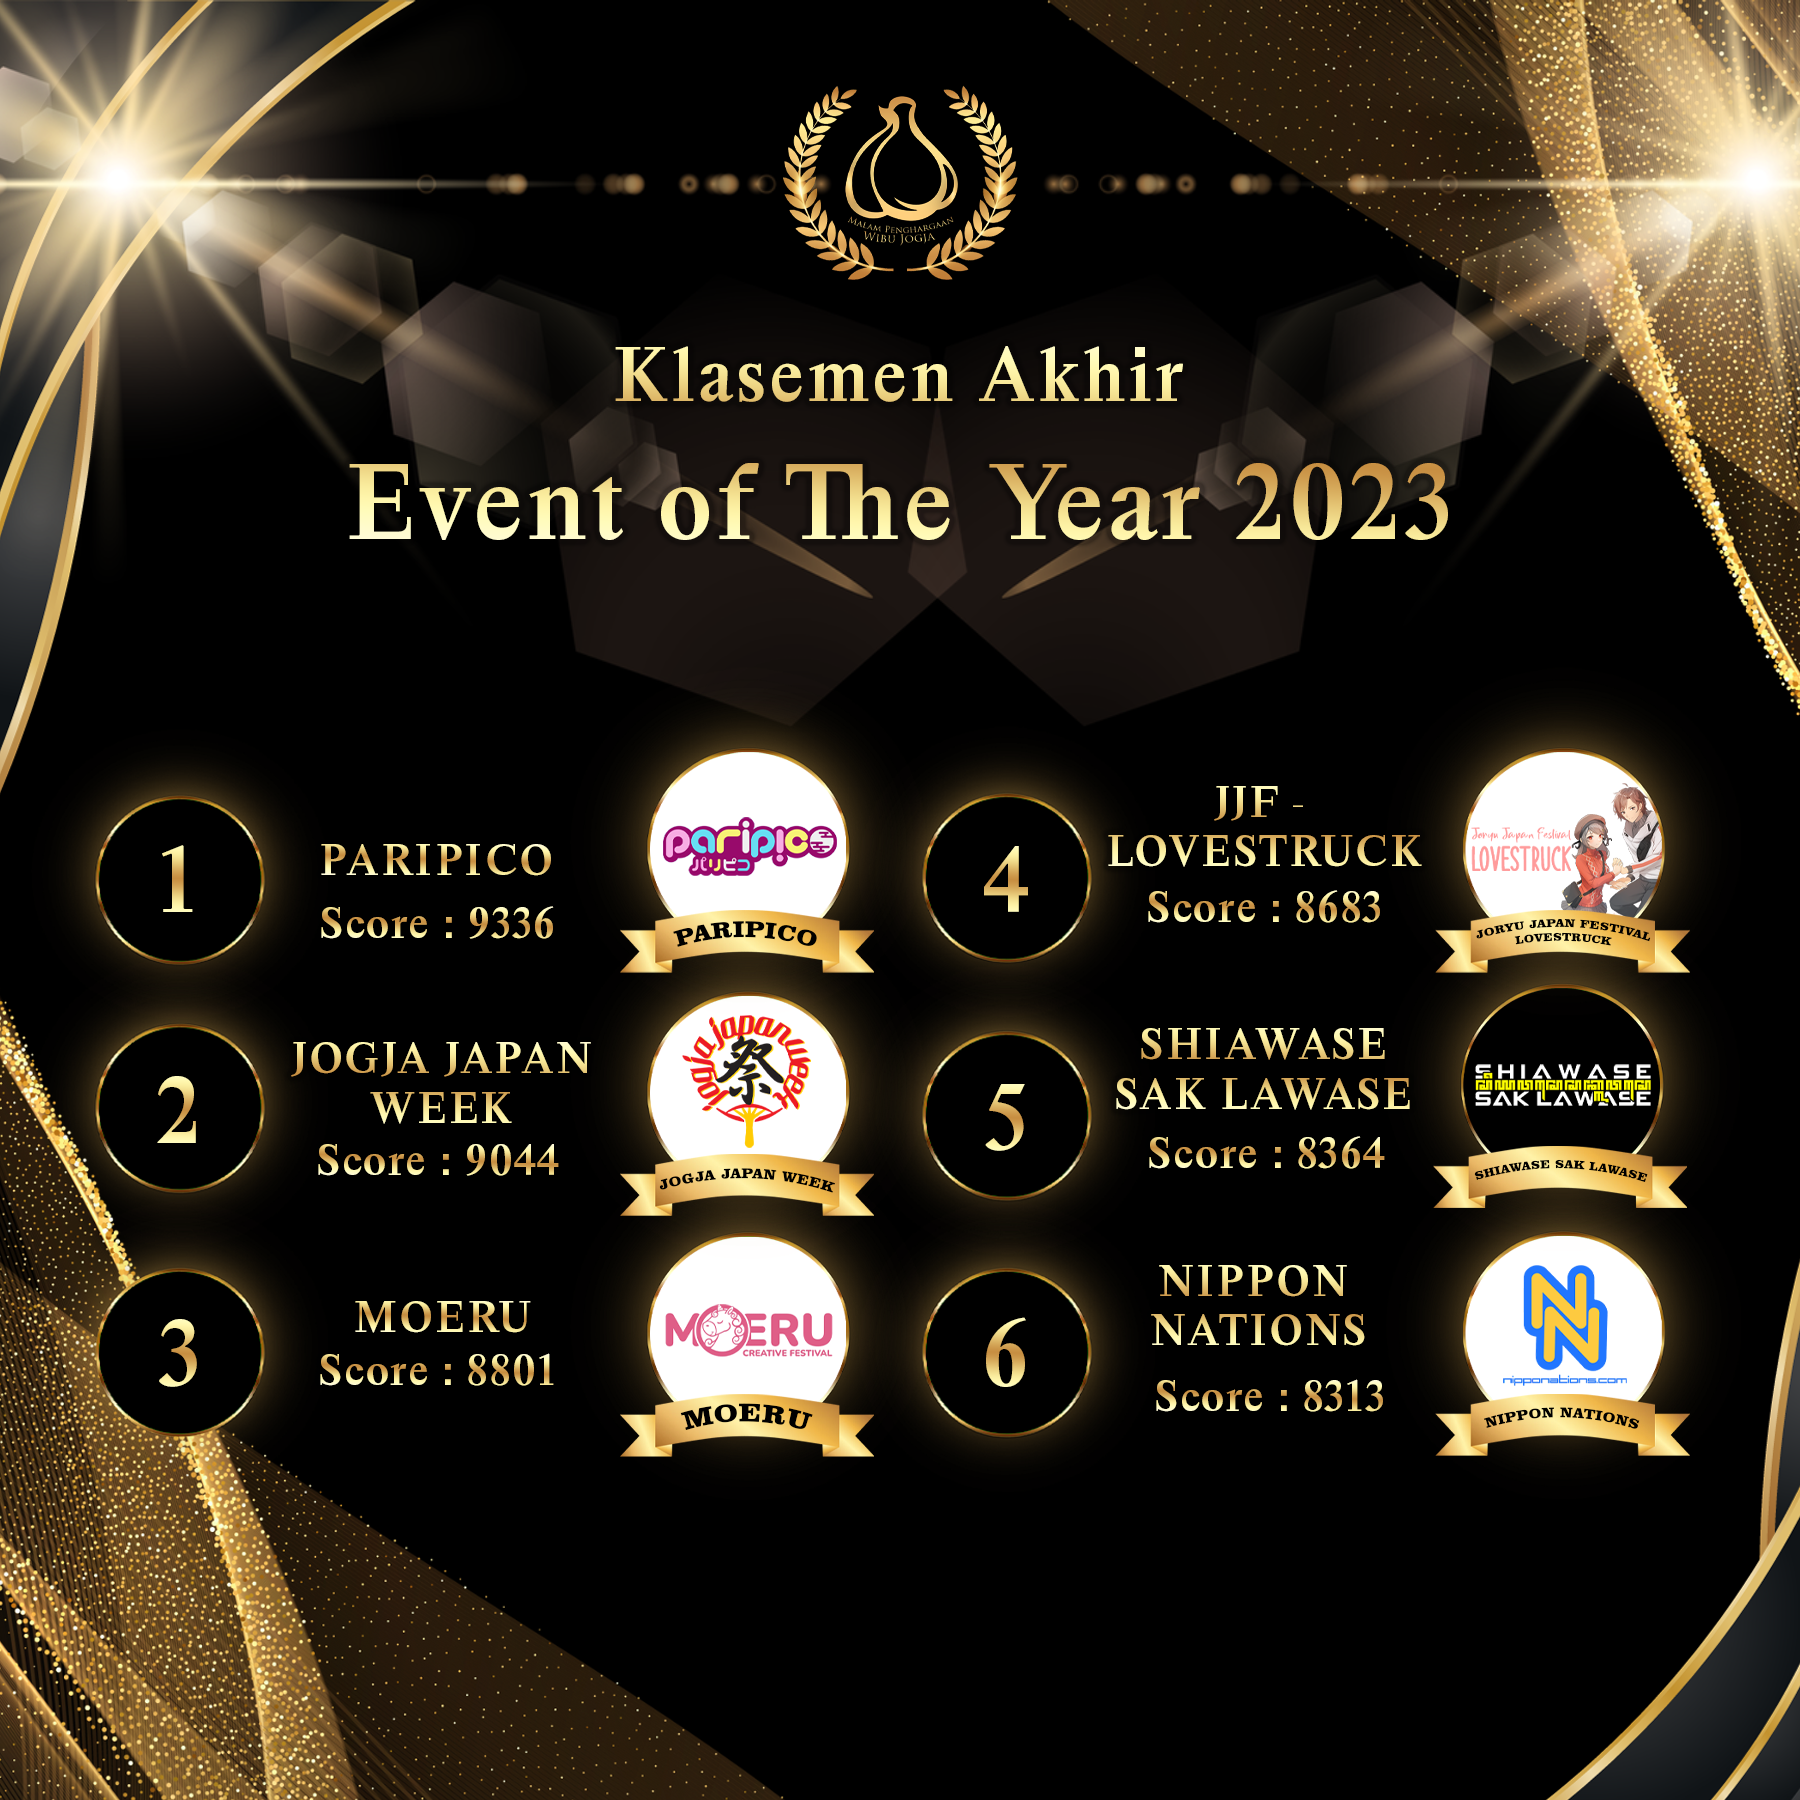 MALAM PENGHARGAAN
WIBU JOGJA
Klasemen Akhir
Event of The Year 2023
1
PARIPICO
Score : 9336
paripico
パリピコ
PARIPICO
2
JOGJA JAPAN
WEEK
Score : 9044
jogja japan week
祭
JOGJA JAPAN WEEK
3
MOERU
Score : 8801
MOERU
CREATIVE FESTIVAL
MOERU
4
JJF -
LOVESTRUCK
Score : 8683
Joryu Japan Festival
LOVESTRUCK
JORYU JAPAN FESTIVAL
LOVESTRUCK
5
SHIAWASE
SAK LAWASE
Score : 8364
SHIAWASE
SAK LAWASE
SHIAWASE SAK LAWASE
6
NIPPON
NATIONS
Score : 8313
NN
nipponations.com
NIPPON NATIONS